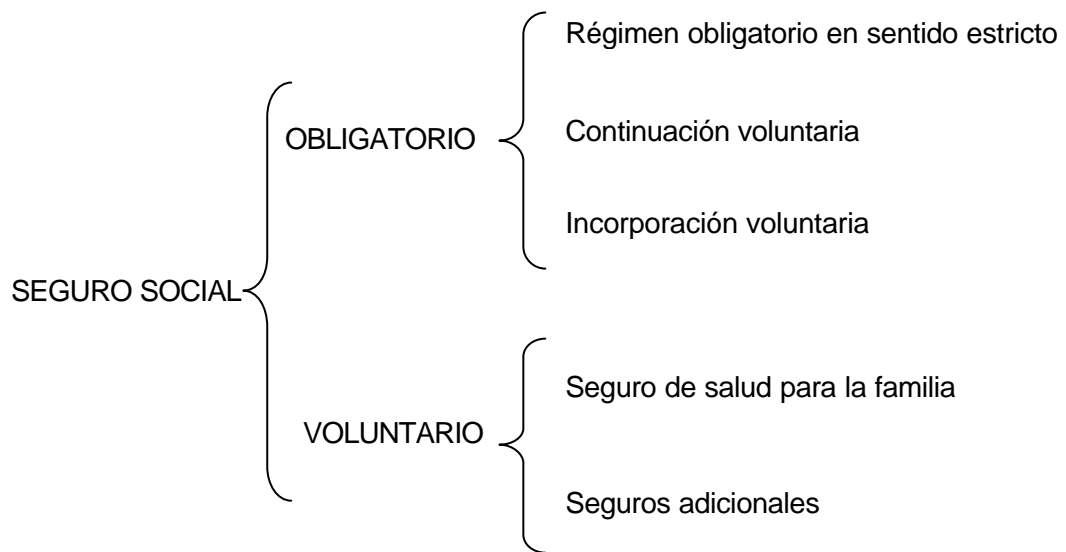 SEGURO SOCIAL
OBLIGATORIO
Régimen obligatorio en sentido estricto
Continuación voluntaria
Incorporación voluntaria
VOLUNTARIO
Seguro de salud para la familia
Seguros adicionales